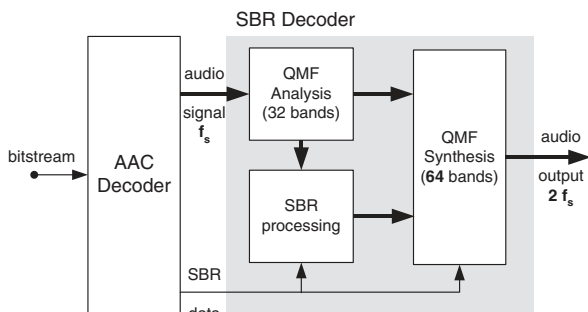 SBR Decoder
audio
signal
fs
QMF
Analysis
(32 bands)
bitstream
AAC
Decoder
QMF
Synthesis
(64 bands)
audio
output
2 fs
SBR
processing
SBR